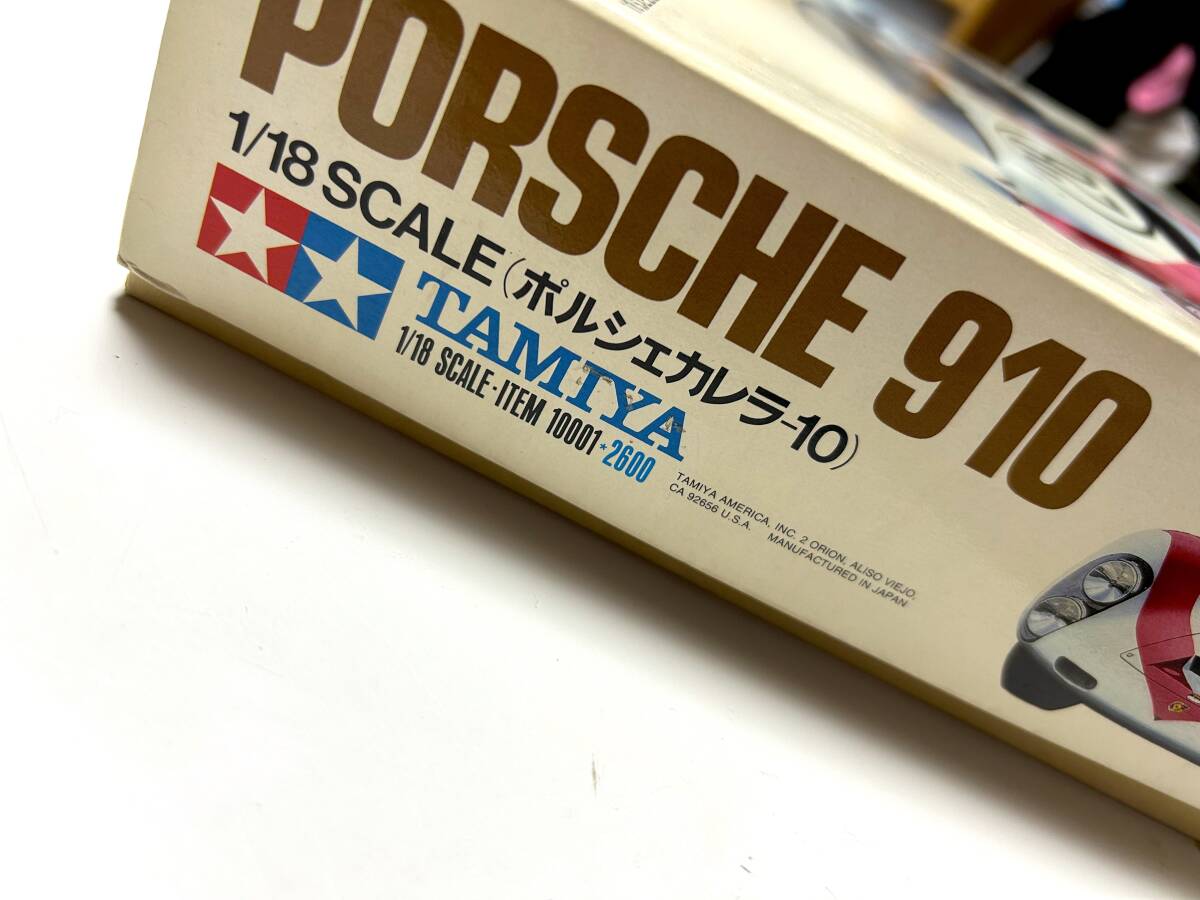 PORSCHE 910
1/18 SCALE (ポルシェカレラ-10)
TAMIYA
1/18 SCALE・ITEM 10001*2600
TAMIYA AMERICA, INC. 2 ORION, ALISO VIEJO,
CA 92656 U.S.A. MANUFACTURED IN JAPAN